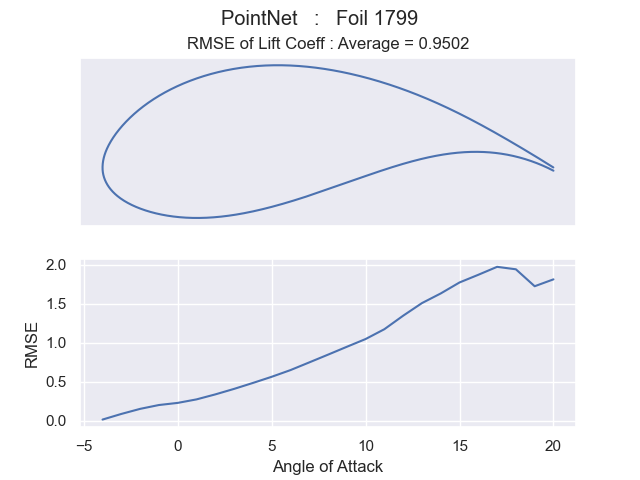 PointNet : Foil 1799
RMSE of Lift Coeff : Average = 0.9502
2.0
1.5
1.0
0.5
0.0
RMSE
−5 0 5 10 15 20
Angle of Attack